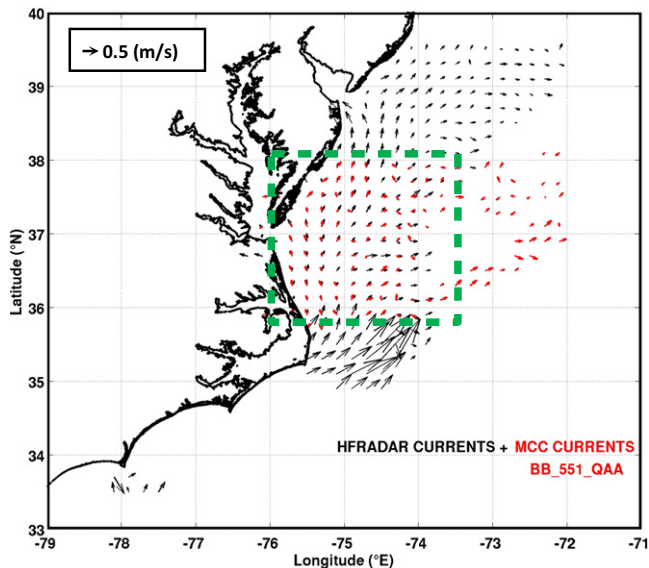 → 0.5 (m/s)
40
39
38
37
36
35
34
33
Latitude (°N)
HFRADAR CURRENTS + MCC CURRENTS
BB_551_QAA
-79 -78 -77 -76 -75 -74 -73 -72 -71
Longitude (°E)